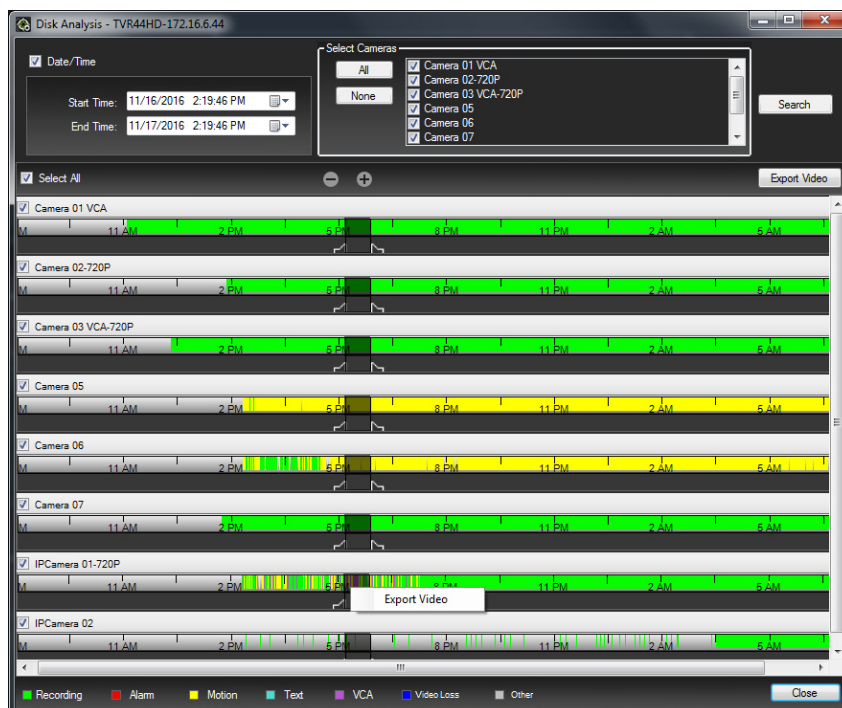 Disk Analysis - TVR44HD-172.16.6.44
Date/Time
Start Time: 11/16/2016 2:19:46 PM
End Time: 11/17/2016 2:19:46 PM
Select Cameras
All
None
Camera 01 VCA
Camera 02-720P
Camera 03 VCA-720P
Camera 05
Camera 06
Camera 07
Search
Select All
Export Video
Camera 01 VCA
M 11 AM 2 PM 5 PM 8 PM 11 PM 2 AM 5 AM
Camera 02-720P
M 11 AM 2 PM 5 PM 8 PM 11 PM 2 AM 5 AM
Camera 03 VCA-720P
M 11 AM 2 PM 5 PM 8 PM 11 PM 2 AM 5 AM
Camera 05
M 11 AM 2 PM 5 PM 8 PM 11 PM 2 AM 5 AM
Camera 06
M 11 AM 2 PM 5 PM 8 PM 11 PM 2 AM 5 AM
Camera 07
M 11 AM 2 PM 5 PM 8 PM 11 PM 2 AM 5 AM
IPCamera 01-720P
M 11 AM 2 PM 5 PM 8 PM 11 PM 2 AM 5 AM
Export Video
IPCamera 02
M 11 AM 2 PM 5 PM 8 PM 11 PM 2 AM 5 AM
Recording Alarm Motion Text VCA Video Loss Other
Close